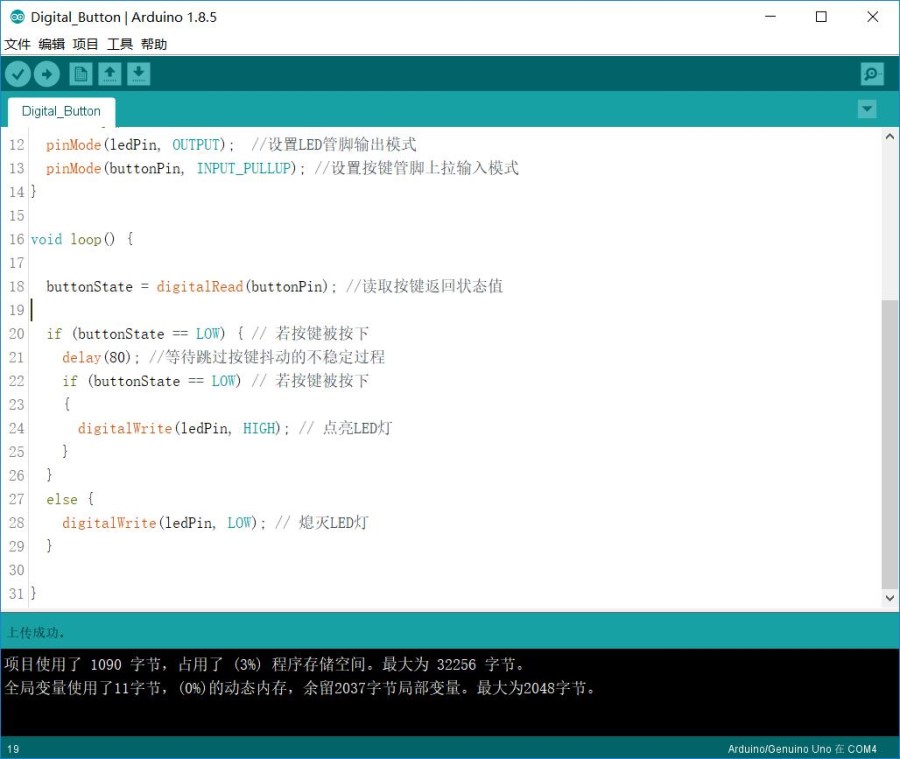 Digital_Button | Arduino 1.8.5
文件 编辑 项目 工具 帮助
Digital_Button
12 pinMode(ledPin, OUTPUT); //设置LED管脚输出模式
13 pinMode(buttonPin, INPUT_PULLUP); //设置按键管脚上拉输入模式
14 }
15
16 void loop() {
17
18 buttonState = digitalRead(buttonPin); //读取按键返回状态值
19
20 if (buttonState == LOW) { // 若按键被按下
21 delay(80); //等待跳过按键抖动的不稳定过程
22 if (buttonState == LOW) // 若按键被按下
23 {
24 digitalWrite(ledPin, HIGH); // 点亮LED灯
25 }
26 }
27 else {
28 digitalWrite(ledPin, LOW); // 熄灭LED灯
29 }
30
31 }
上传成功。
项目使用了 1090 字节，占用了 (3%) 程序存储空间。最大为 32256 字节。
全局变量使用了11字节，(0%)的动态内存，余留2037字节局部变量。最大为2048字节。
19 Arduino/Genuino Uno 在 COM4